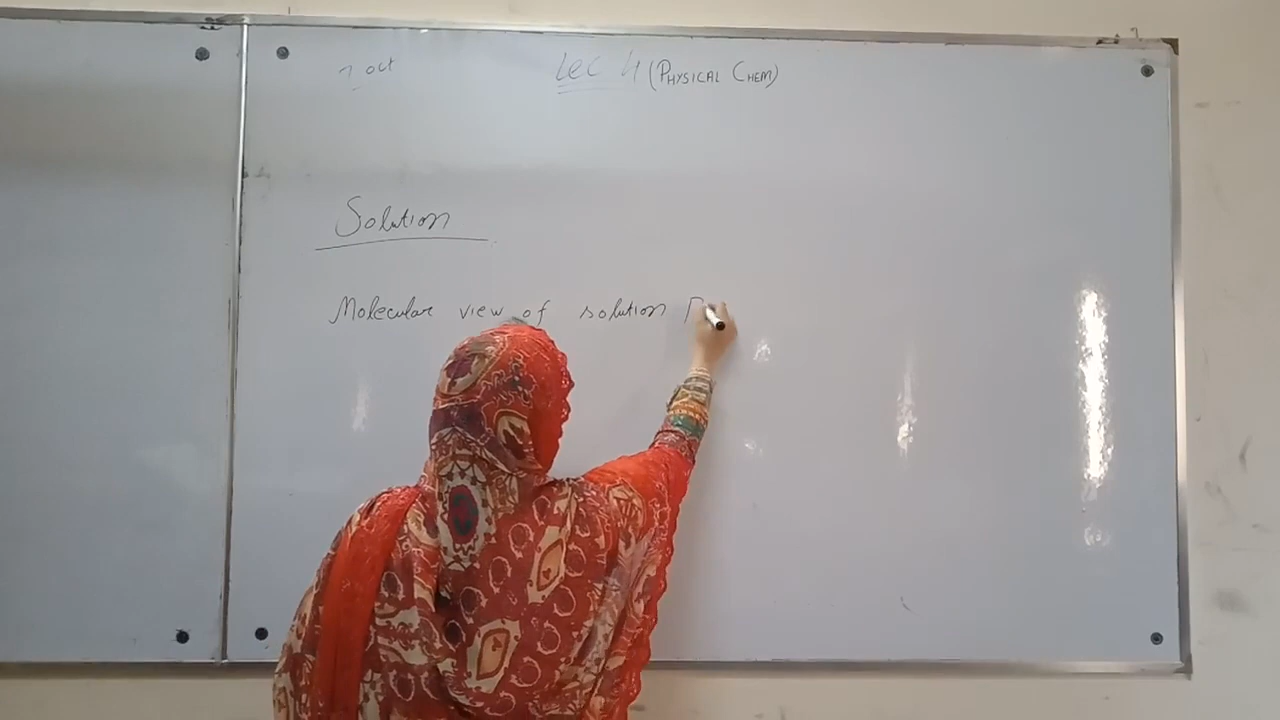 7 oct
Lec 4 (PHYSICAL CHEM)
Solution
Molecular view of solution